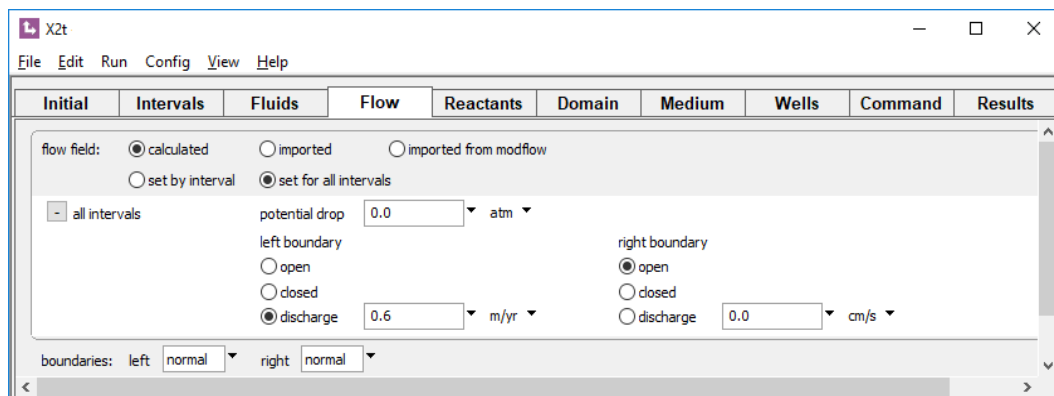 X2t
File Edit Run Config View Help
Initial Intervals Fluids Flow Reactants Domain Medium Wells Command Results
flow field: calculated imported imported from modflow
set by interval set for all intervals
- all intervals potential drop 0.0 atm
left boundary right boundary
open open
closed closed
discharge 0.6 m/yr discharge 0.0 cm/s
boundaries: left normal right normal